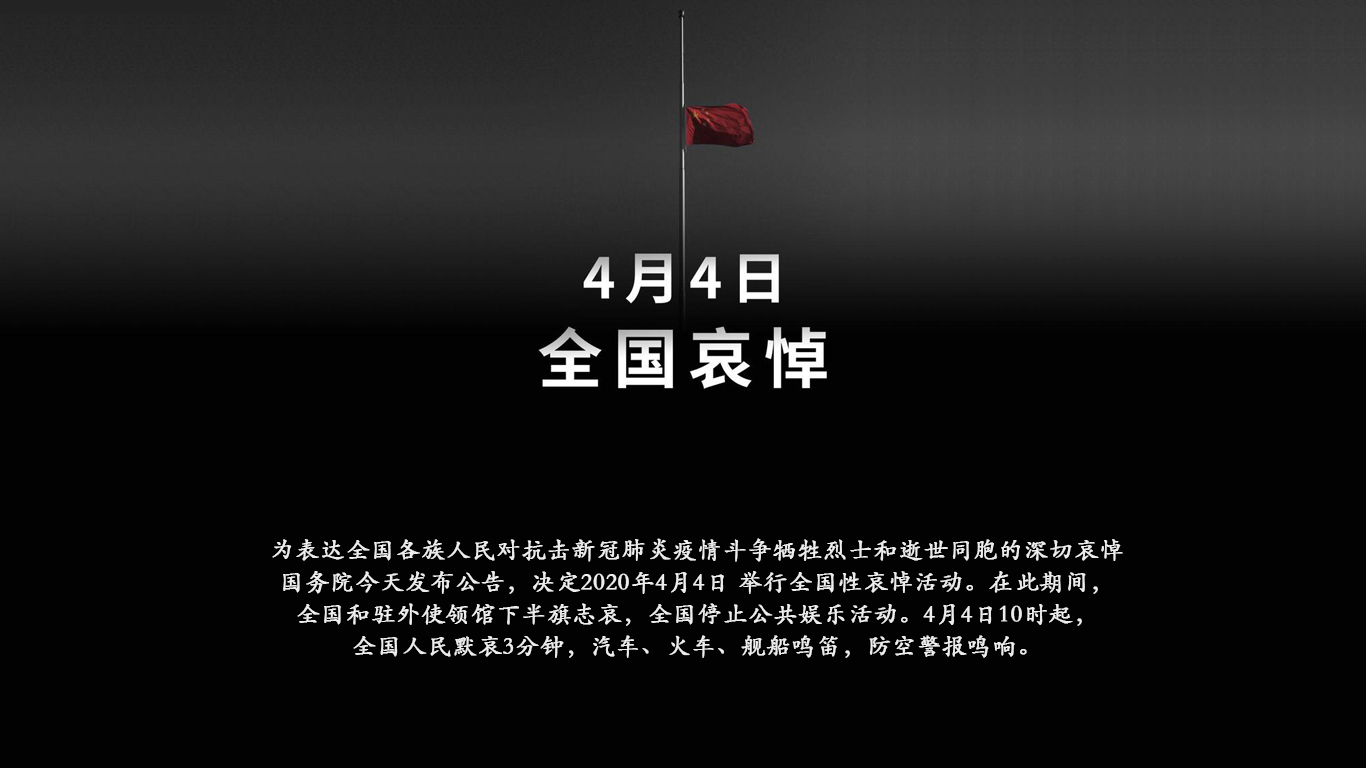 4月4日
全国哀悼
为表达全国各族人民对抗击新冠肺炎疫情斗争牺牲烈士和逝世同胞的深切哀悼
国务院今天发布公告，决定2020年4月4日 举行全国性哀悼活动。在此期间，
全国和驻外使领馆下半旗志哀，全国停止公共娱乐活动。4月4日10时起，
全国人民默哀3分钟，汽车、火车、舰船鸣笛，防空警报鸣响。